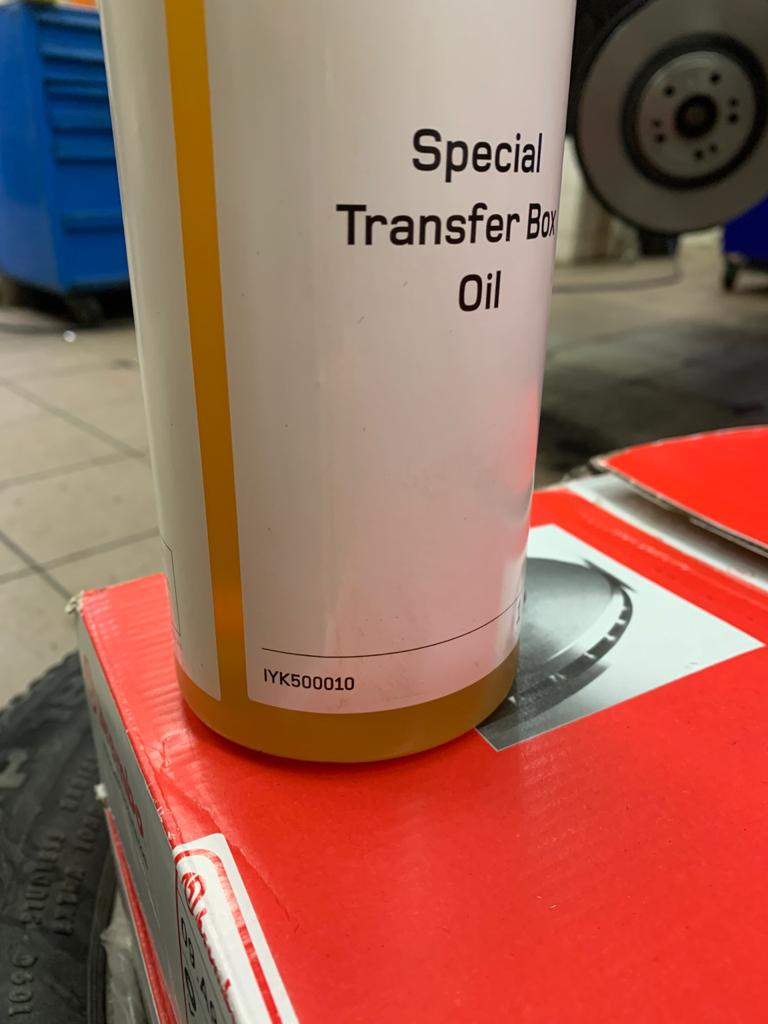 Special
Transfer Box
Oil
IYK500010